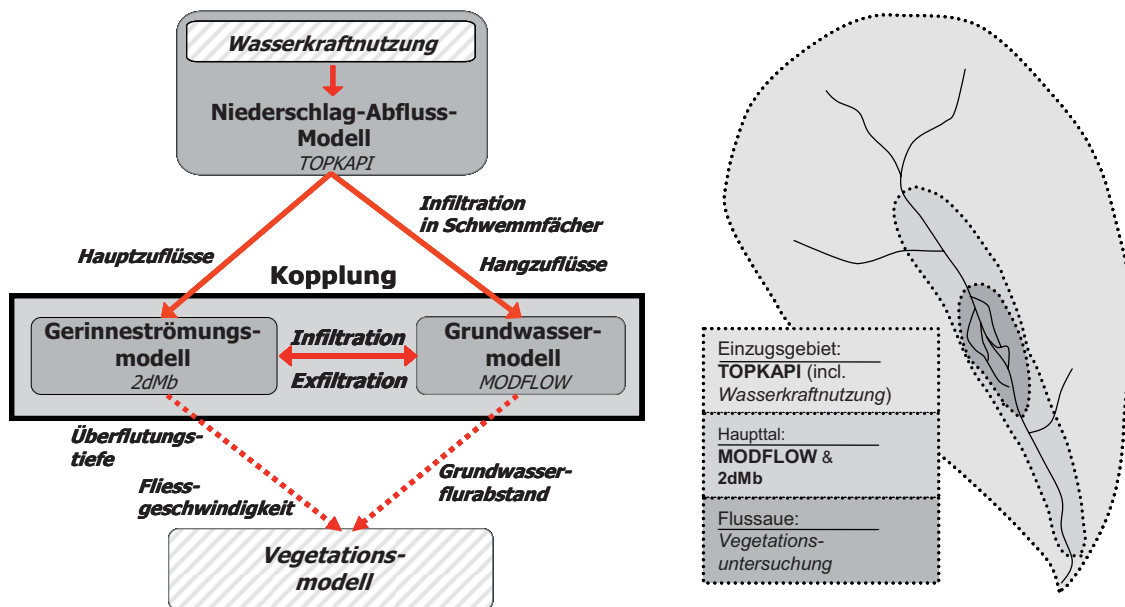 Wasserkraftnutzung
Niederschlag-Abfluss-
Modell
TOPKAPI
Infiltration
in Schwemmfächer
Hauptzuflüsse
Hangzuflüsse
Kopplung
Gerinneströmungs-
modell
2dMb
Infiltration
Exfiltration
Grundwasser-
modell
MODFLOW
Überflutungs-
tiefe
Fliess-
geschwindigkeit
Grundwasser-
flurabstand
Vegetations-
modell
Einzugsgebiet:
TOPKAPI (incl.
Wasserkraftnutzung)
Haupttal:
MODFLOW &
2dMb
Flussaue:
Vegetations-
untersuchung